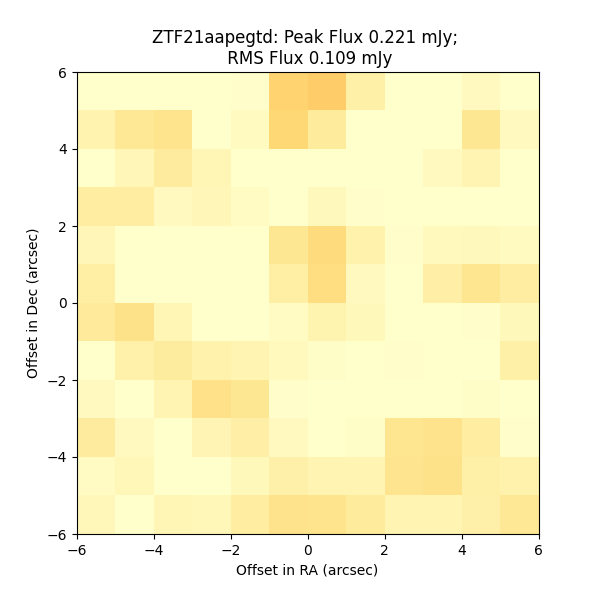 ZTF21aapegtd: Peak Flux 0.221 mJy;
RMS Flux 0.109 mJy
6
4
2
0
−2
−4
−6
Offset in Dec (arcsec)
−6 −4 −2 0 2 4 6
Offset in RA (arcsec)